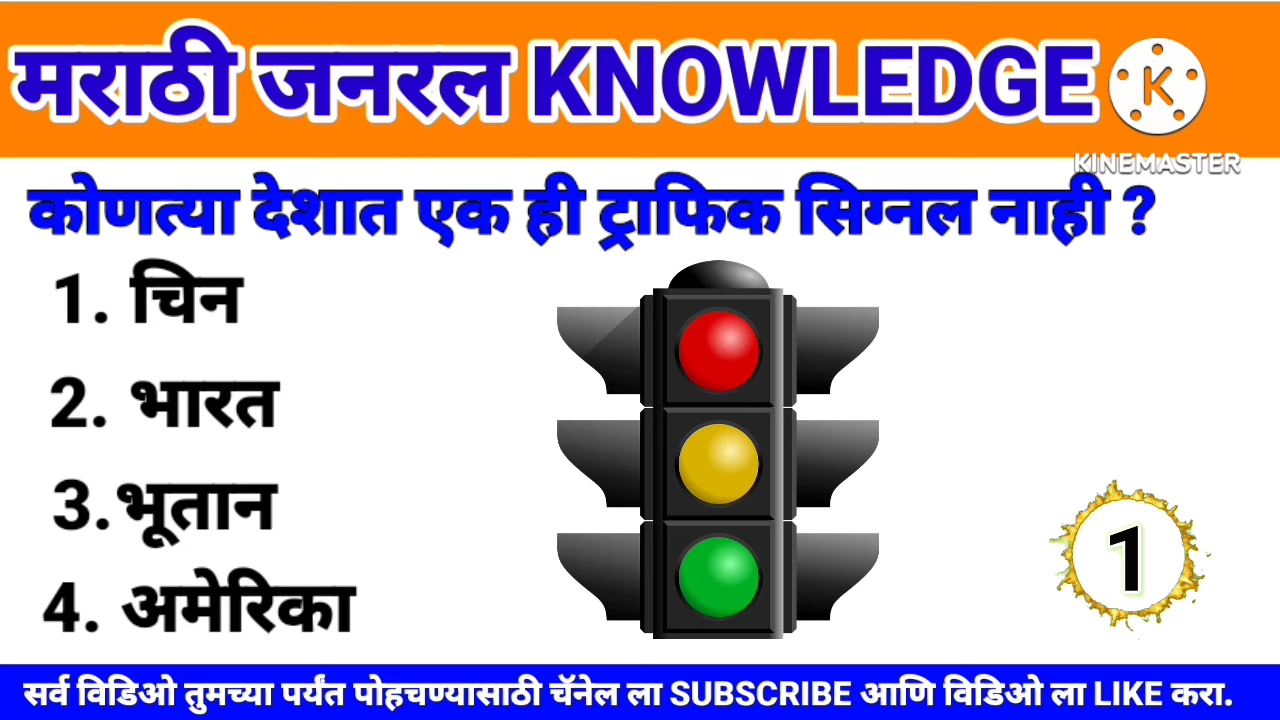 मराठी जनरल KNOWLEDGE
K
KINEMASTER
कोणत्या देशात एक ही ट्राफिक सिग्नल नाही ?
1. चिन
2. भारत
3.भूतान
4. अमेरिका
1
सर्व विडिओ तुमच्या पर्यंत पोहचण्यासाठी चॅनेल ला SUBSCRIBE आणि विडिओ ला LIKE करा.